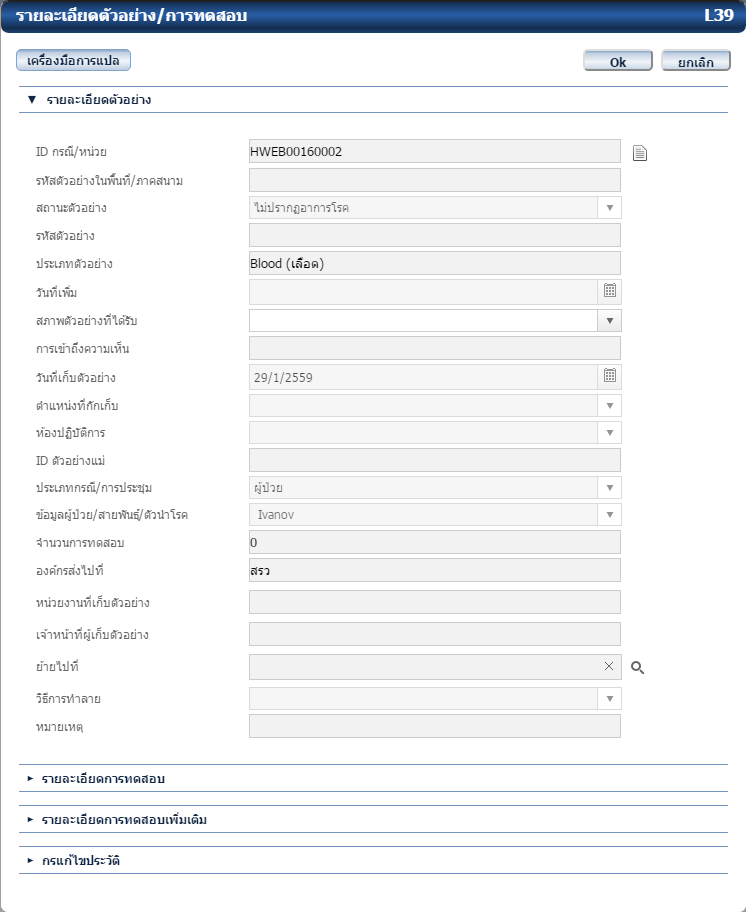 รายละเอียดตัวอย่าง/การทดสอบ L39
เครื่องมือการแปล Ok ยกเลิก
รายละเอียดตัวอย่าง
ID กรณี/หน่วย HWEB00160002
รหัสตัวอย่างในพื้นที่/ภาคสนาม
สถานะตัวอย่าง ไม่ปรากฏอาการโรค
รหัสตัวอย่าง
ประเภทตัวอย่าง Blood (เลือด)
วันที่เพิ่ม
สภาพตัวอย่างที่ได้รับ
การเข้าถึงความเห็น
วันที่เก็บตัวอย่าง 29/1/2559
ตำแหน่งที่กักเก็บ
ห้องปฏิบัติการ
ID ตัวอย่างแม่
ประเภทกรณี/การประชุม ผู้ป่วย
ข้อมูลผู้ป่วย/สายพันธุ์/ตัวนำโรค Ivanov
จำนวนการทดสอบ 0
องค์กรส่งไปที่ สรว
หน่วยงานที่เก็บตัวอย่าง
เจ้าหน้าที่ผู้เก็บตัวอย่าง
ย้ายไปที่
วิธีการทำลาย
หมายเหตุ
รายละเอียดการทดสอบ
รายละเอียดการทดสอบเพิ่มเติม
กรแก้ไขประวัติ